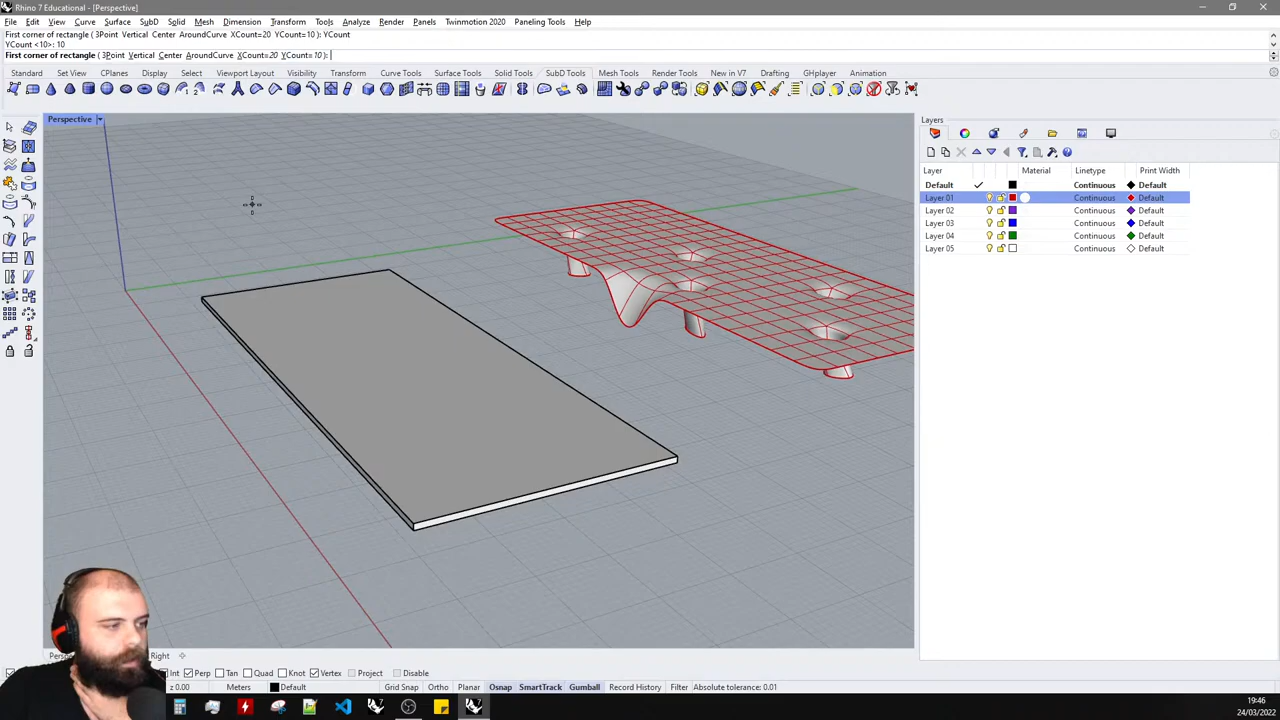 Rhino 7 Educational - [Perspective]
File Edit View Curve Surface SubD Solid Mesh Dimension Transform Tools Analyze Render Panels Twinmotion 2020 Paneling Tools Help
First corner of rectangle ( 3Point Vertical Center AroundCurve XCount=20 YCount=10 ): YCount
YCount <10>: 10
First corner of rectangle ( 3Point Vertical Center AroundCurve XCount=20 YCount=10 ):
Standard Set View CPlanes Display Select Viewport Layout Visibility Transform Curve Tools Surface Tools Solid Tools SubD Tools Mesh Tools Render Tools New in V7 Drafting GHplayer Animation
Perspective
Layers
Layer Material Linetype Print Width
Default Continuous Default
Layer 01 Continuous Default
Layer 02 Continuous Default
Layer 03 Continuous Default
Layer 04 Continuous Default
Layer 05 Continuous Default
Right
Int Perp Tan Quad Knot Vertex Project Disable
z 0.00 Meters Default Grid Snap Ortho Planar Osnap SmartTrack Gumball Record History Filter Absolute tolerance: 0.01
19:46
24/03/2022